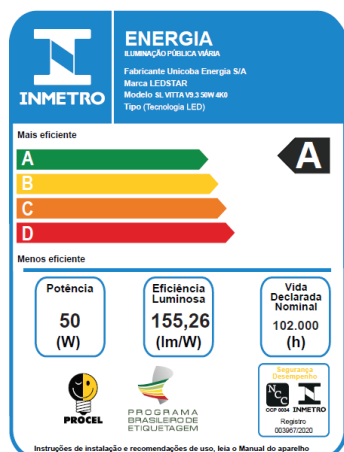 INMETRO
ENERGIA
ILUMINAÇÃO PÚBLICA VIÁRIA
Fabricante Unicoba Energia S/A
Marca LEDSTAR
Modelo SL VITTA V9.3 50W 4K0
Tipo (Tecnologia LED)
Mais eficiente
A
A
B
C
D
Menos eficiente
Potência
50
(W)
Eficiência
Luminosa
155,26
(lm/W)
Vida
Declarada
Nominal
102.000
(h)
PROCEL
PROGRAMA
BRASILEIRO DE
ETIQUETAGEM
Segurança
Desempenho
NCC
OCP 0034 INMETRO
Registro
003967/2020
Instruções de instalação e recomendações de uso, leia o Manual do aparelho